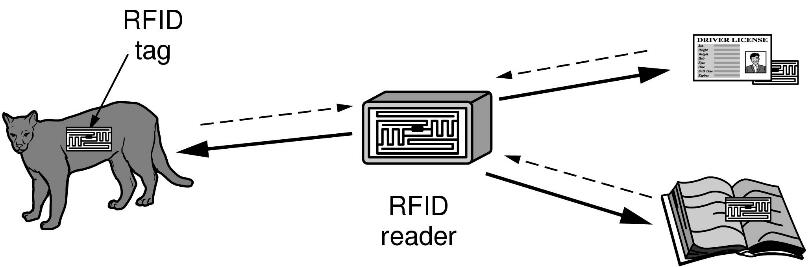 RFID
tag
RFID
reader
DRIVER LICENSE